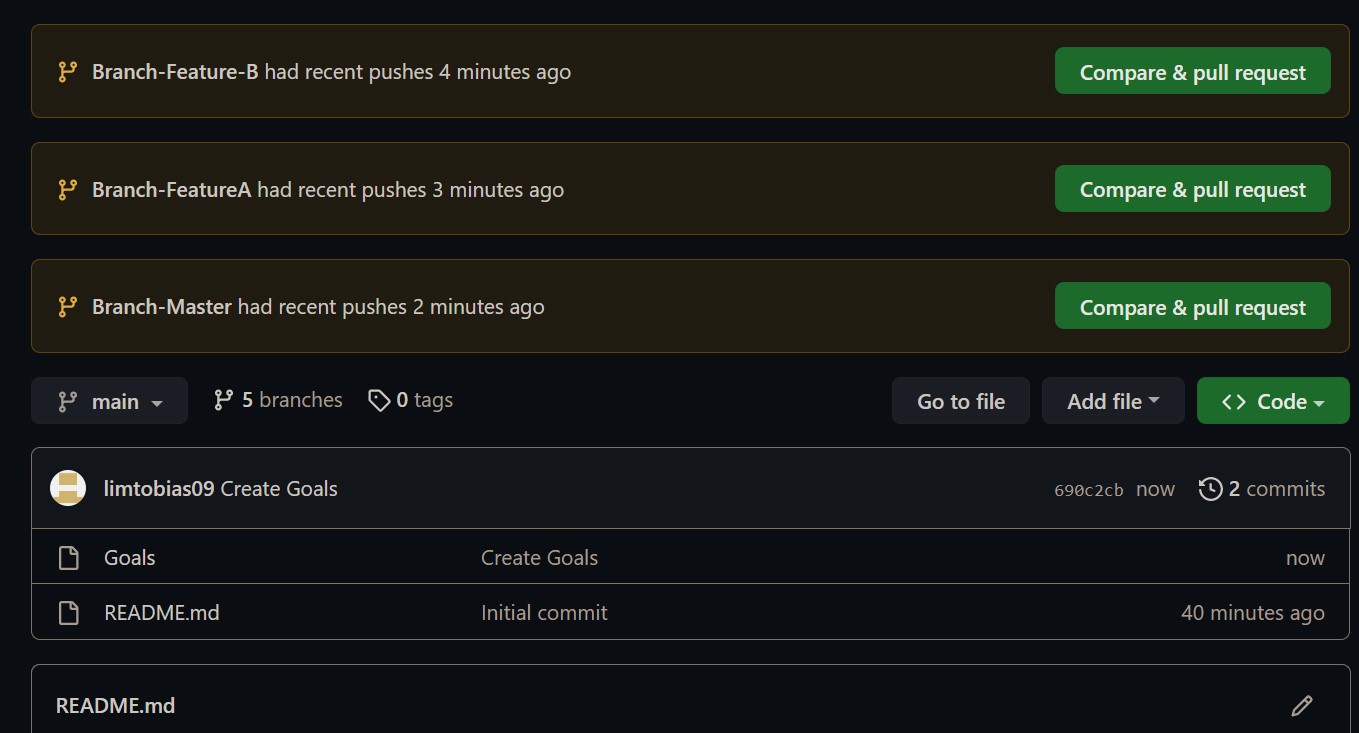 Branch-Feature-B had recent pushes 4 minutes ago Compare & pull request
Branch-FeatureA had recent pushes 3 minutes ago Compare & pull request
Branch-Master had recent pushes 2 minutes ago Compare & pull request
main 5 branches 0 tags Go to file Add file <> Code
limtobias09 Create Goals 690c2cb now 2 commits
Goals Create Goals now
README.md Initial commit 40 minutes ago
README.md